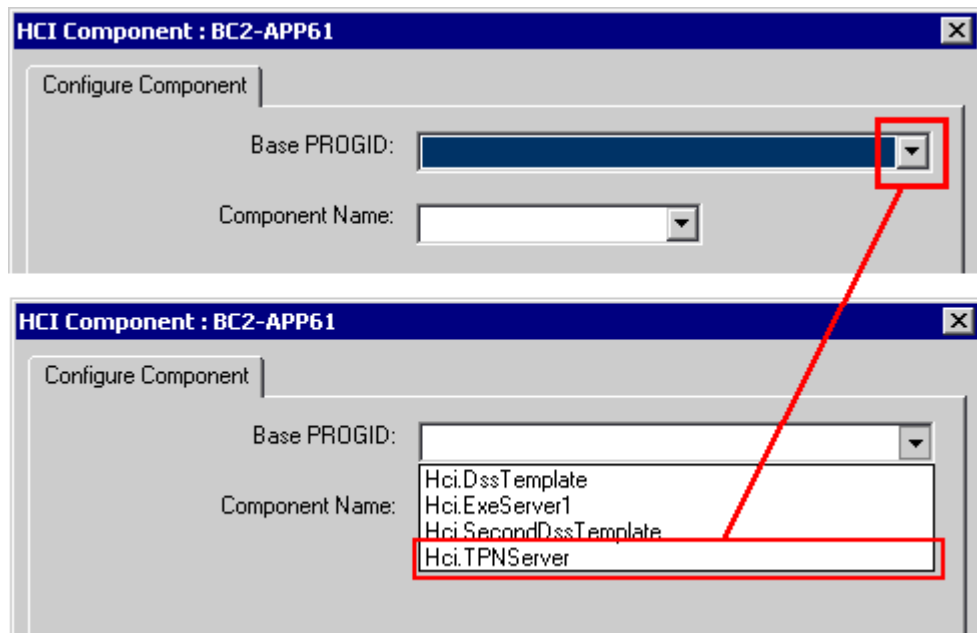 HCI Component : BC2-APP61
Configure Component
Base PROGID:
Component Name:
HCI Component : BC2-APP61
Configure Component
Base PROGID:
Hci.DssTemplate
Hci.ExeServer1
Component Name:
Hci.SecondDssTemplate
Hci.TPNServer